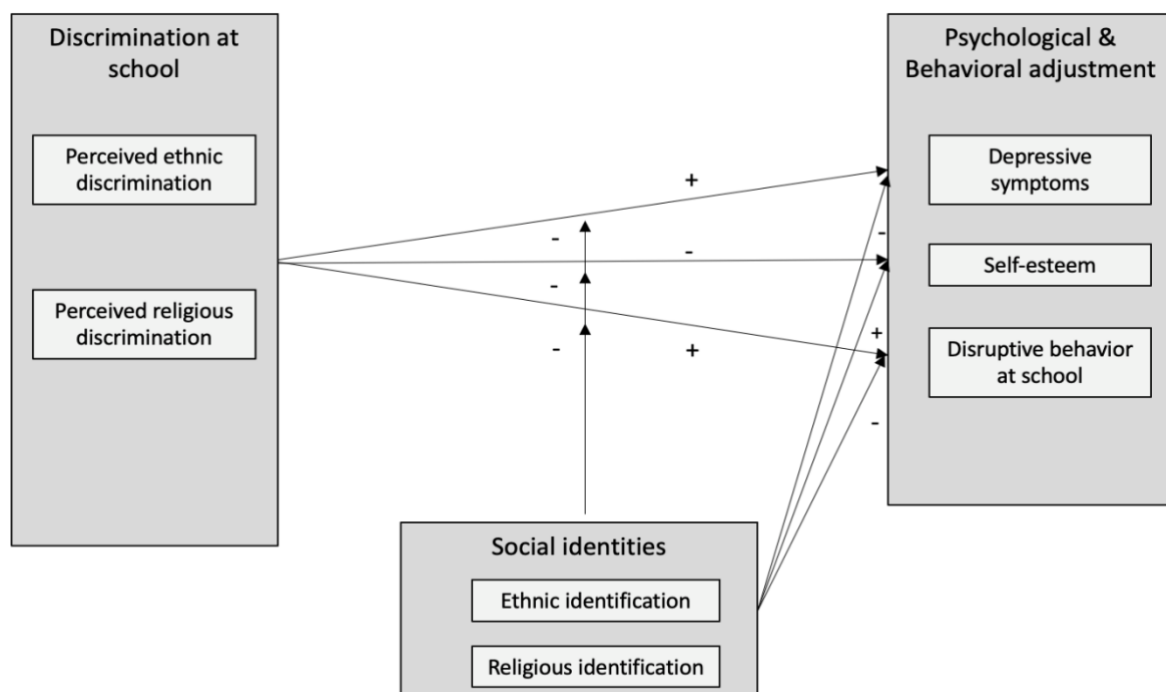 Discrimination at
school
Perceived ethnic
discrimination
Perceived religious
discrimination
+
-
-
-
-
+
Psychological &
Behavioral adjustment
Depressive
symptoms
-
Self-esteem
+
Disruptive behavior
at school
-
Social identities
Ethnic identification
Religious identification